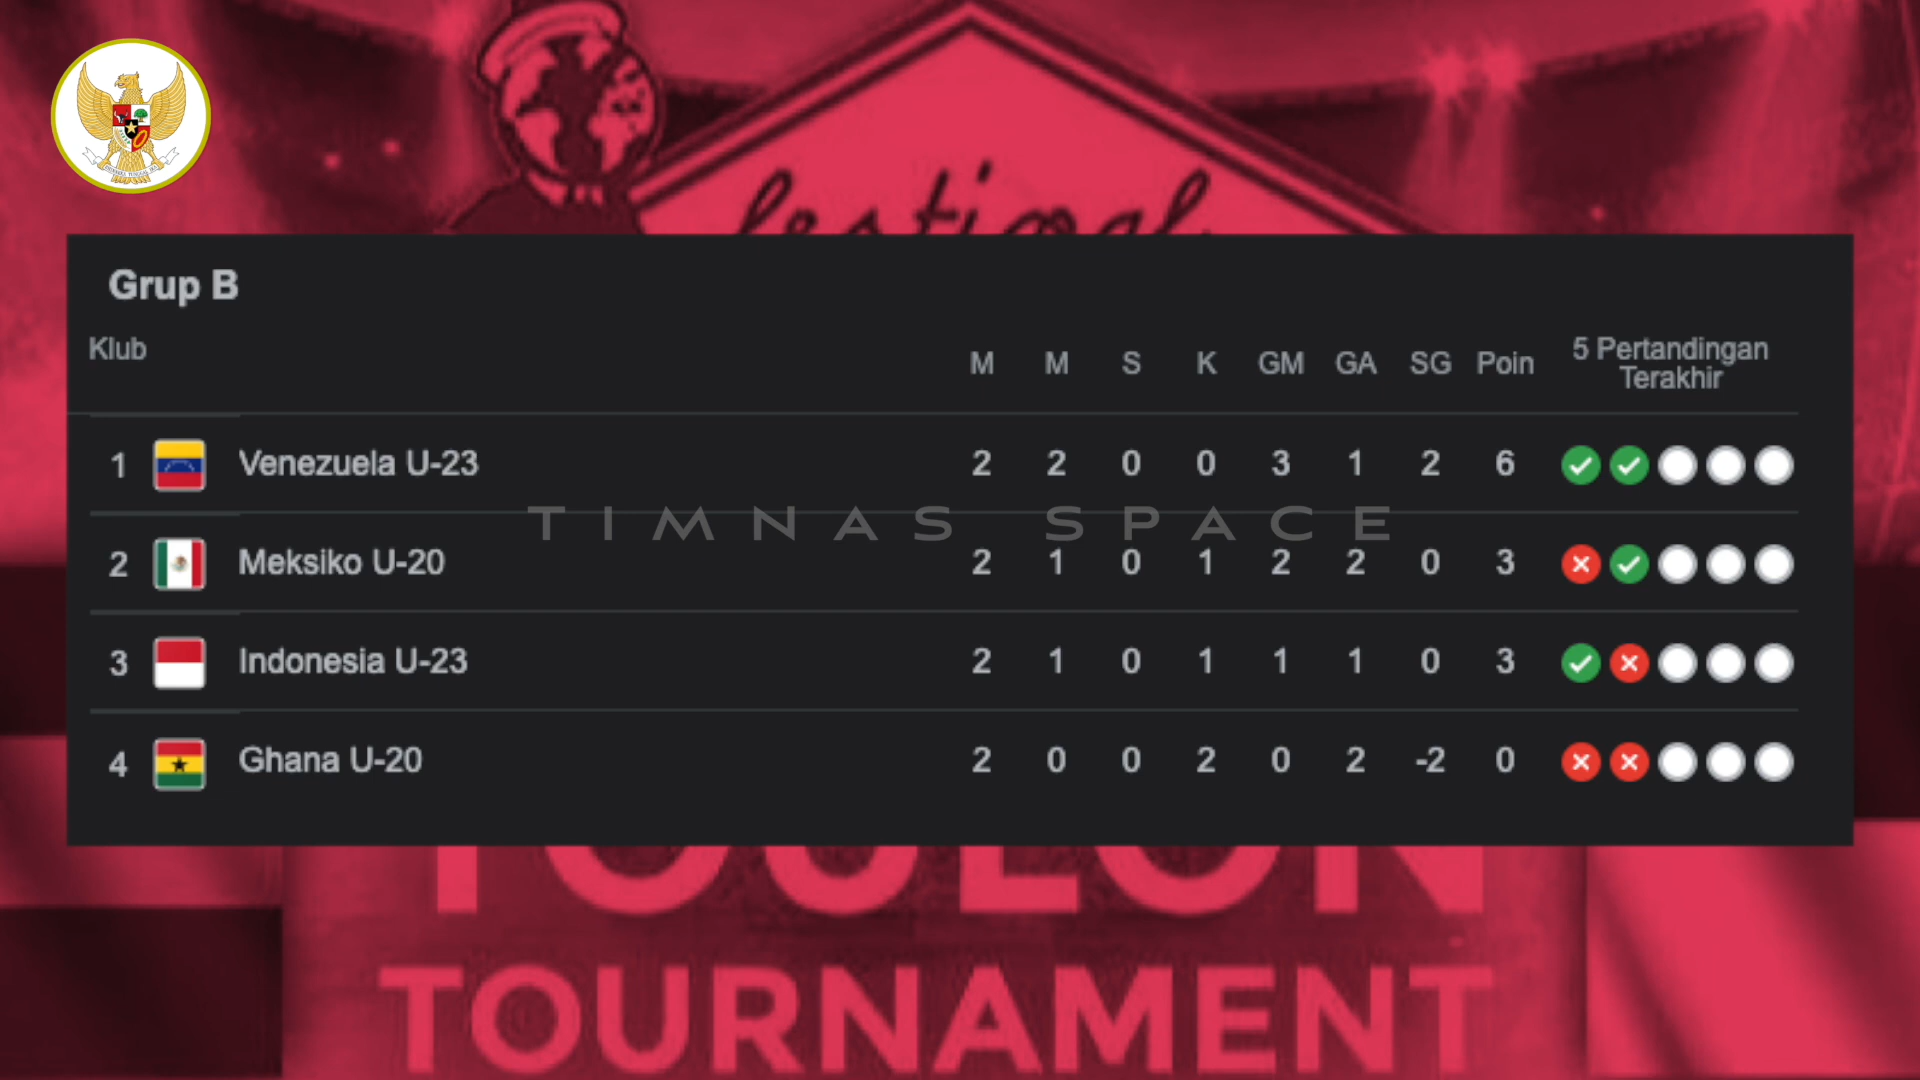 festival
Grup B
Klub M M S K GM GA SG Poin 5 Pertandingan
Terakhir
1 Venezuela U-23 2 2 0 0 3 1 2 6
TIMNAS SPACE
2 Meksiko U-20 2 1 0 1 2 2 0 3
3 Indonesia U-23 2 1 0 1 1 1 0 3
4 Ghana U-20 2 0 0 2 0 2 -2 0
TOULON
TOURNAMENT